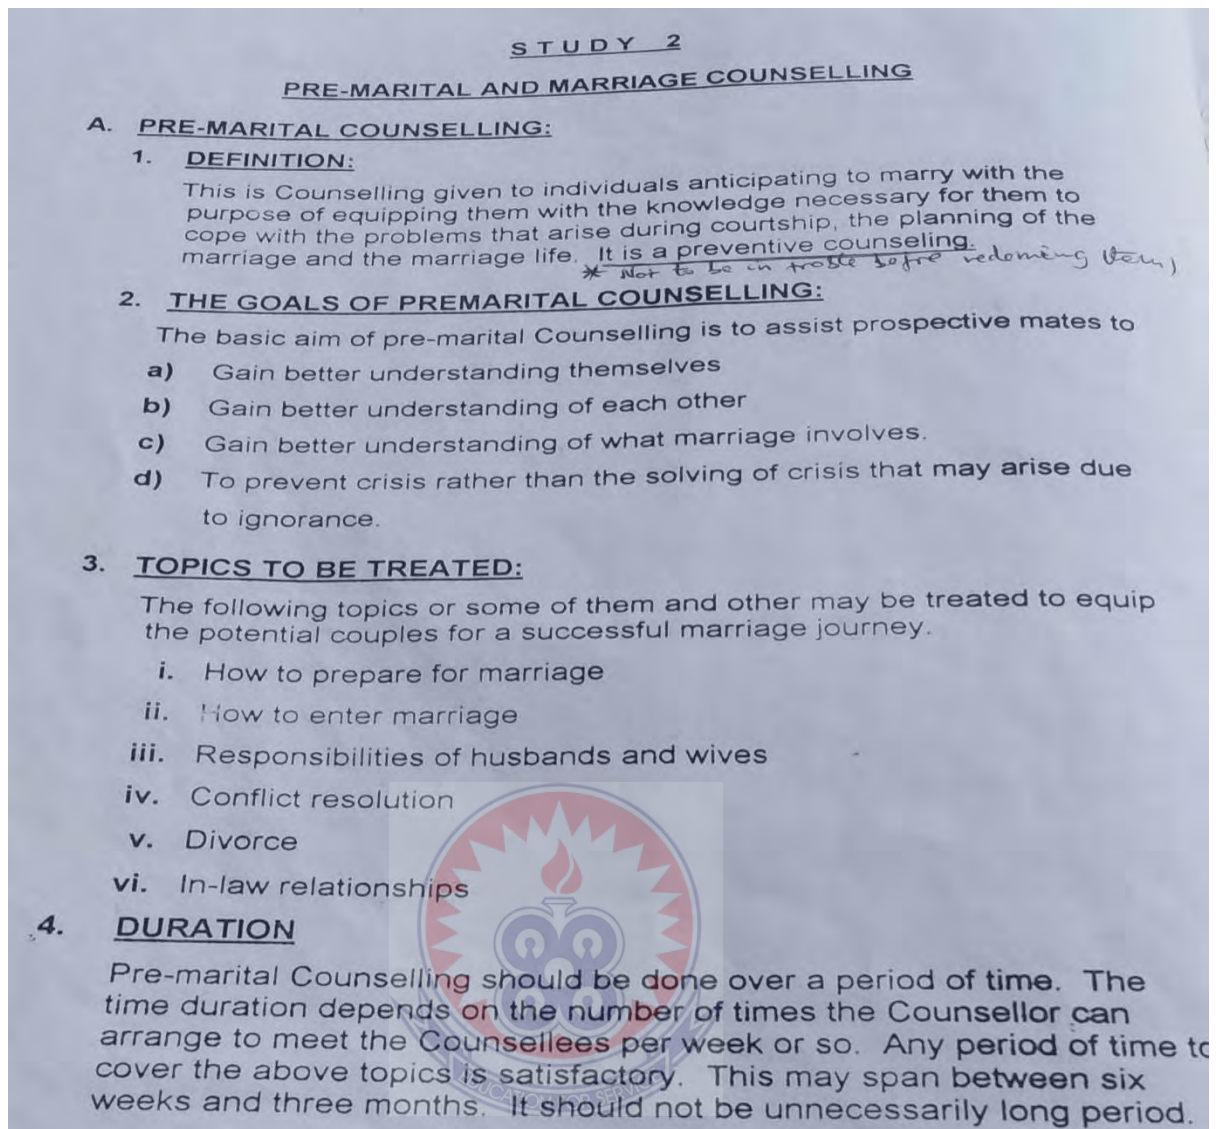 STUDY 2
PRE-MARITAL AND MARRIAGE COUNSELLING
A. PRE-MARITAL COUNSELLING:
1. DEFINITION:
This is Counselling given to individuals anticipating to marry with the
purpose of equipping them with the knowledge necessary for them to
cope with the problems that arise during courtship, the planning of the
marriage and the marriage life. It is a preventive counseling.
* Not to be in
2. THE GOALS OF PREMARITAL COUNSELLING:
The basic aim of pre-marital Counselling is to assist prospective mates to
a) Gain better understanding themselves
b) Gain better understanding of each other
c) Gain better understanding of what marriage involves.
d) To prevent crisis rather than the solving of crisis that may arise due
to ignorance.
3. TOPICS TO BE TREATED:
The following topics or some of them and other may be treated to equip
the potential couples for a successful marriage journey.
i. How to prepare for marriage
ii. How to enter marriage
iii. Responsibilities of husbands and wives
iv. Conflict resolution
v. Divorce
vi. In-law relationships
4. DURATION
Pre-marital Counselling should be done over a period of time. The
time duration depends on the number of times the Counsellor can
arrange to meet the Counsellees per week or so. Any period of time to
cover the above topics is satisfactory. This may span between six
weeks and three months. It should not be unnecessarily long period.
EDUCATION FOR SERVICE